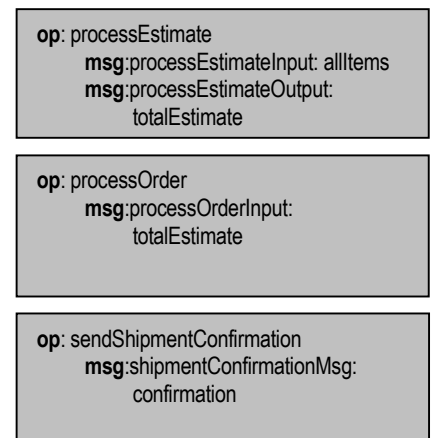 op: processEstimate
msg:processEstimateInput: allItems
msg:processEstimateOutput:
totalEstimate
op: processOrder
msg:processOrderInput:
totalEstimate
op: sendShipmentConfirmation
msg:shipmentConfirmationMsg:
confirmation